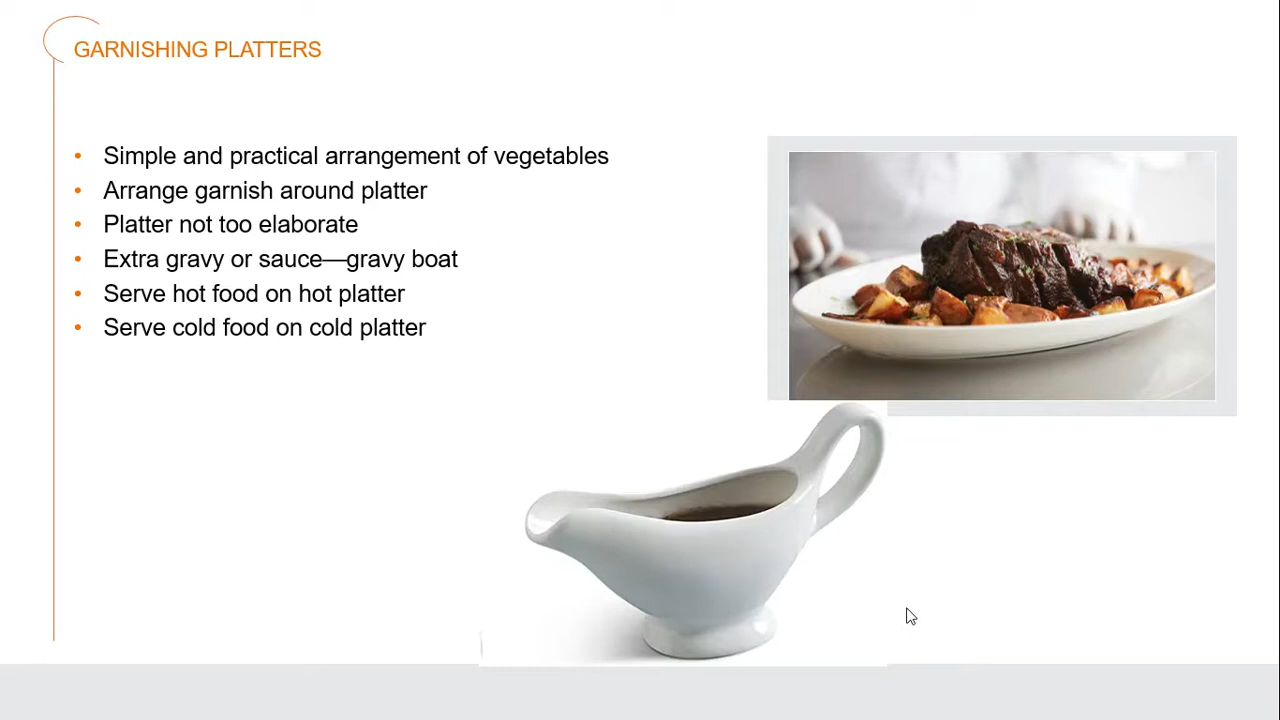 GARNISHING PLATTERS
• Simple and practical arrangement of vegetables
• Arrange garnish around platter
• Platter not too elaborate
• Extra gravy or sauce—gravy boat
• Serve hot food on hot platter
• Serve cold food on cold platter